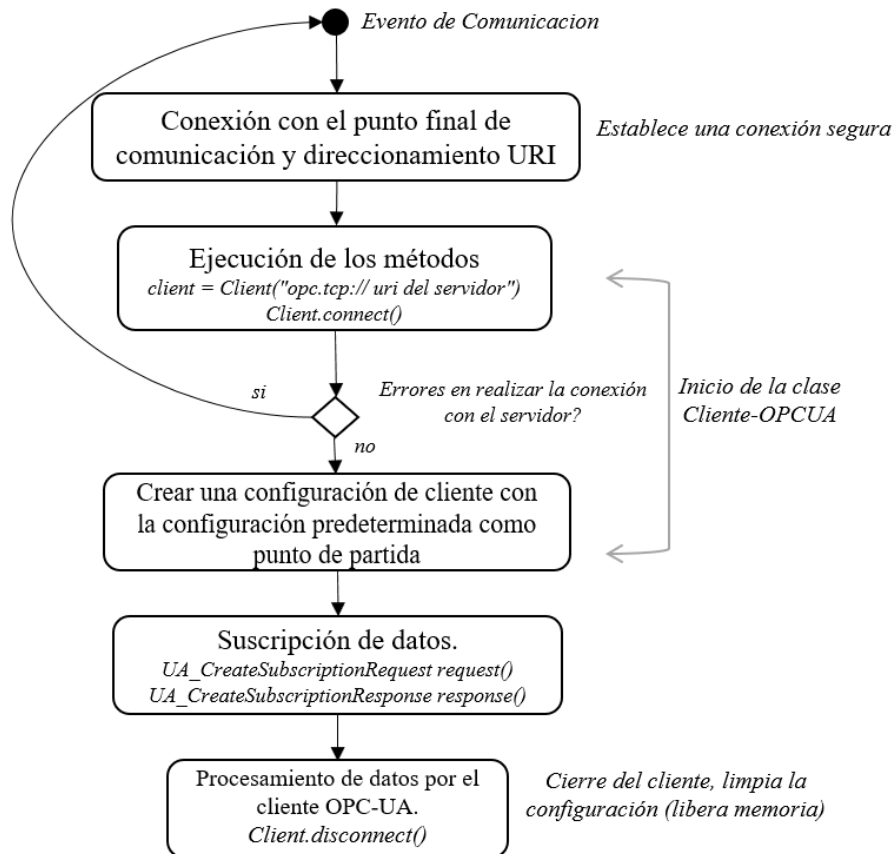 Evento de Comunicacion
Conexión con el punto final de
comunicación y direccionamiento URI
Establece una conexión segura
Ejecución de los métodos
client = Client("opc.tcp:// uri del servidor")
Client.connect()
si
Errores en realizar la conexión
con el servidor?
no
Inicio de la clase
Cliente-OPCUA
Crear una configuración de cliente con
la configuración predeterminada como
punto de partida
Suscripción de datos.
UA_CreateSubscriptionRequest request()
UA_CreateSubscriptionResponse response()
Procesamiento de datos por el
cliente OPC-UA.
Client.disconnect()
Cierre del cliente, limpia la
configuración (libera memoria)